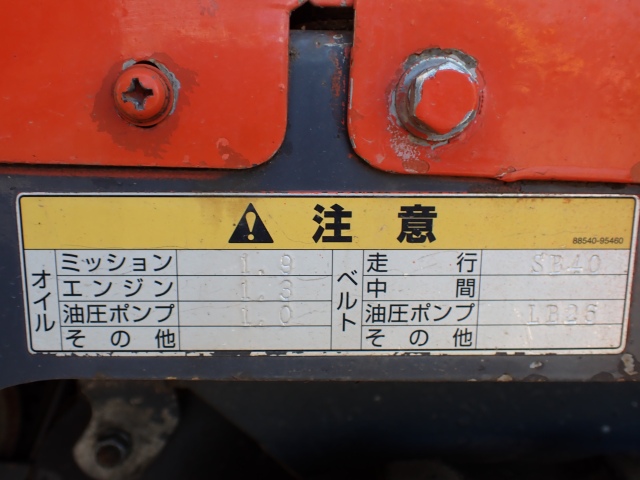 注意
88540-95460
オイル
ミッション 1.9
エンジン 1.3
油圧ポンプ 1.0
その他
ベルト
走行 SB40
中間
油圧ポンプ LB26
その他